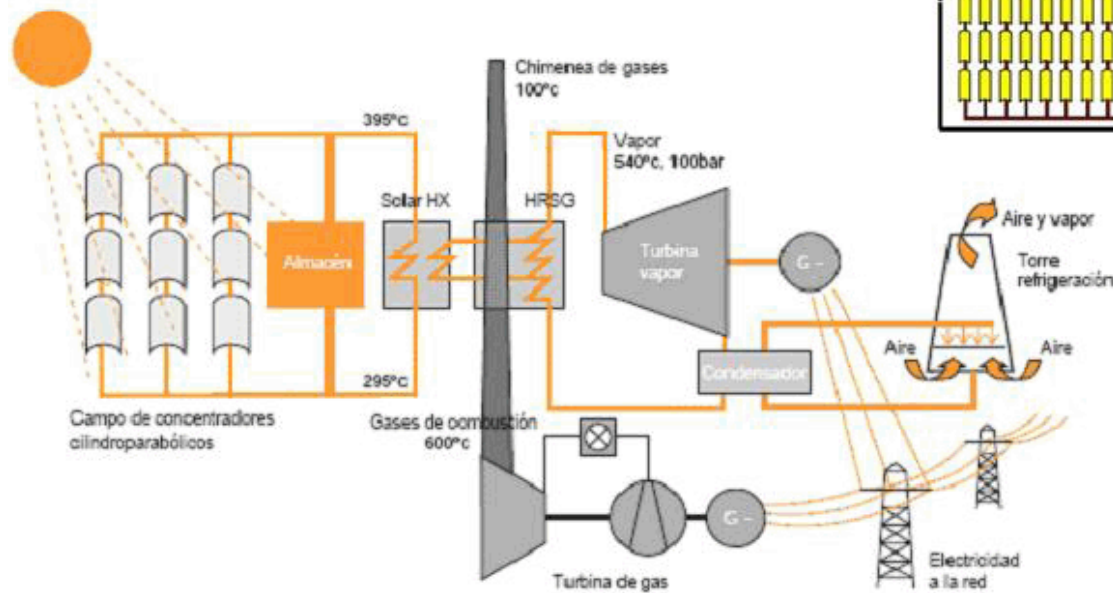 Chimenea de gases
100ºc
395ºc
Vapor
540ºc, 100bar
Sollar HX
HRSG
Aire y vapor
Torre
refrigeración
Almacén
Turbina
vapor
G ~
Aire
Aire
Condensador
295ºc
Campo de concentradores
cilindroparabólicos
Gases de combustión
600ºc
G ~
Turbina de gas
Electricidad
a la red